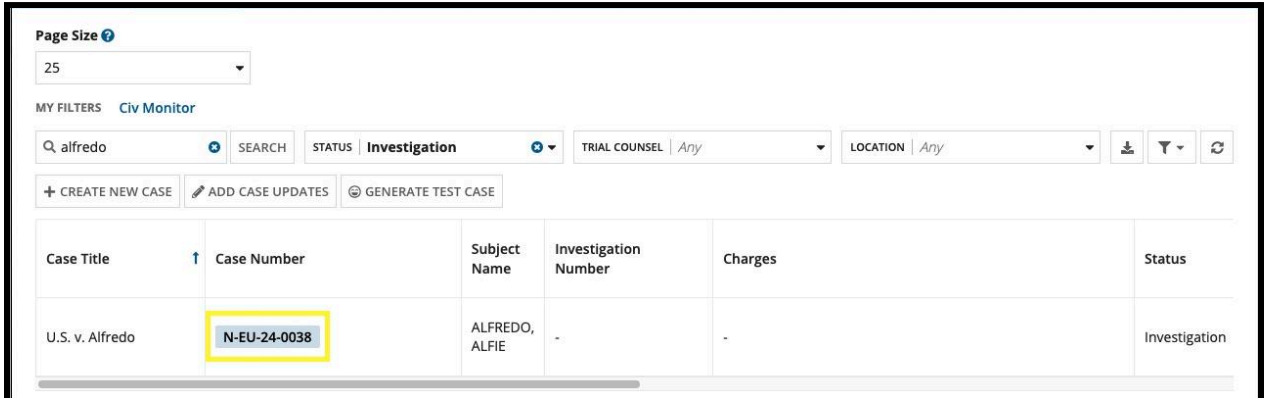 Page Size
25
MY FILTERS Civ Monitor
alfredo SEARCH STATUS Investigation TRIAL COUNSEL Any LOCATION Any
+ CREATE NEW CASE ADD CASE UPDATES GENERATE TEST CASE
Case Title Case Number Subject Name Investigation Number Charges Status
U.S. v. Alfredo N-EU-24-0038 ALFREDO, ALFIE - - Investigation